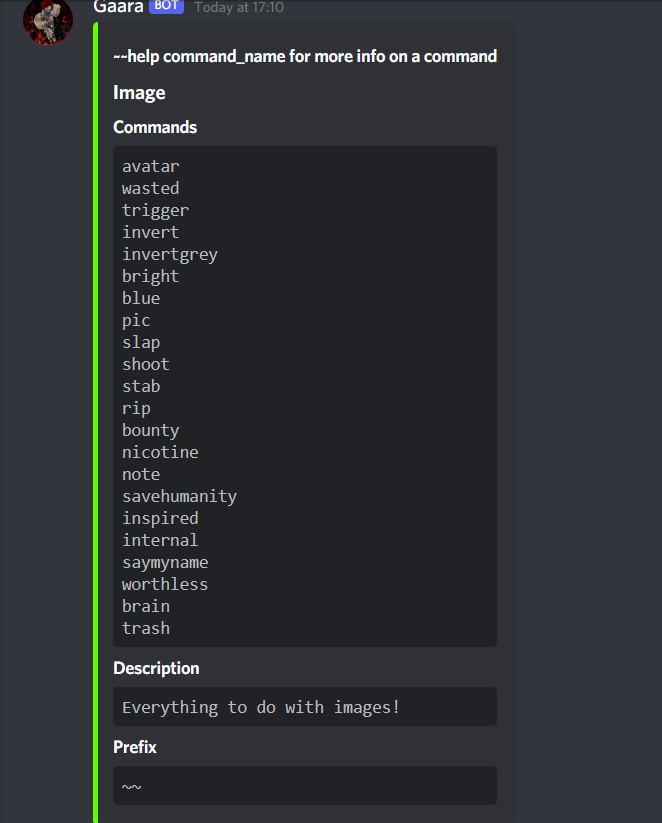 Gaara BOT Today at 17:10
~~help command_name for more info on a command
Image
Commands
avatar
wasted
trigger
invert
invertgrey
bright
blue
pic
slap
shoot
stab
rip
bounty
nicotine
note
savehumanity
inspired
internal
saymyname
worthless
brain
trash
Description
Everything to do with images!
Prefix
~~